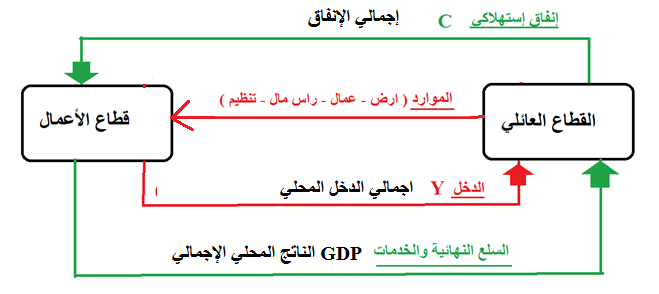 إجمالي الإنفاق إنفاق إستهلاكي C
الموارد ( ارض - عمال - راس مال - تنظيم )
القطاع العائلي
قطاع الأعمال
الدخل Y اجمالي الدخل المحلي
ا
السلع النهائية والخدمات GDP الناتج المحلي الإجمالي